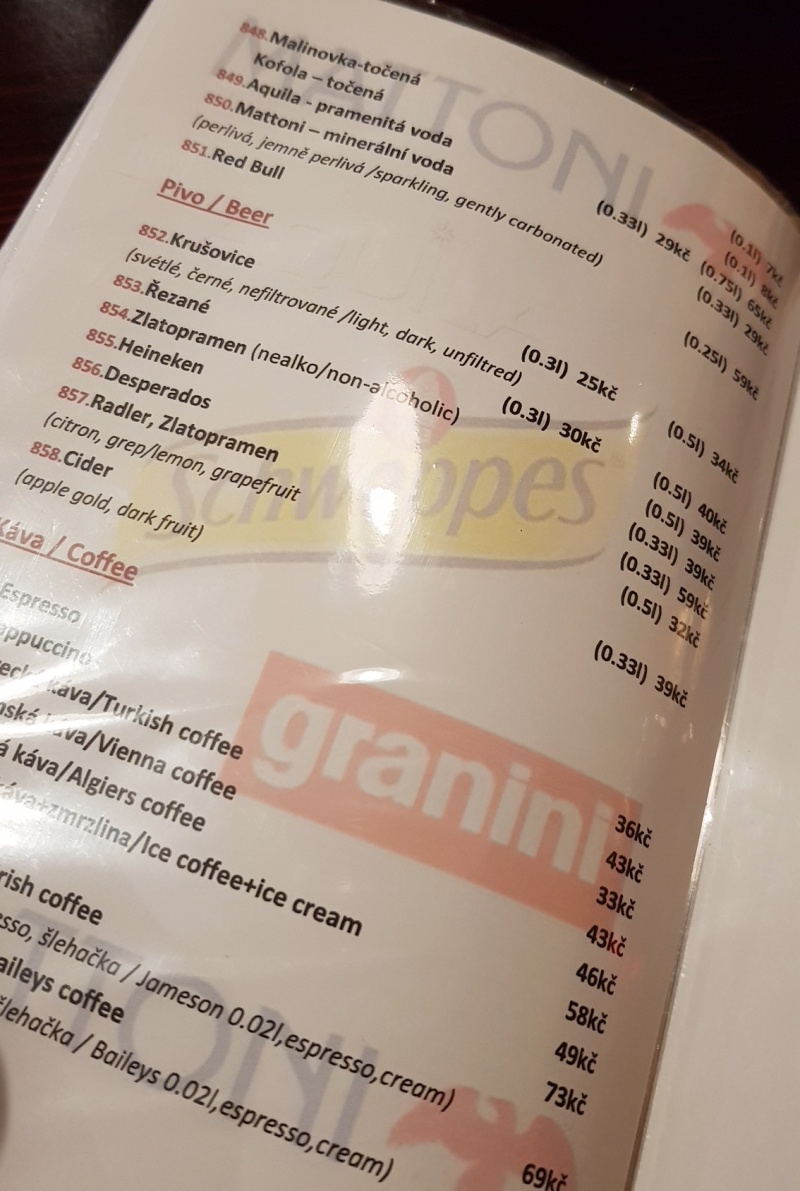 848.Malinovka-točená (0.1l) 7kč
Kofola – točená (0.1l) 8kč
849.Aquila - pramenitá voda (0.33l) 29kč (0.75l) 65kč
850.Mattoni – minerální voda (0.33l) 29kč
(perlivá, jemně perlivá /sparkling, gently carbonated)
851.Red Bull (0.25l) 59kč
Pivo / Beer
852.Krušovice (0.3l) 25kč (0.5l) 34kč
(světlé, černé, nefiltrované /light, dark, unfiltred)
853.Řezané (0.3l) 30kč (0.5l) 40kč
854.Zlatopramen (nealko/non-alcoholic) (0.5l) 39kč
855.Heineken (0.33l) 39kč
856.Desperados (0.33l) 59kč
857.Radler, Zlatopramen (0.5l) 32kč
(citron, grep/lemon, grapefruit
858.Cider (0.33l) 39kč
(apple gold, dark fruit)
Káva / Coffee
Espresso 36kč
appuccino 43kč
káva/Turkish coffee 33kč
káva/Vienna coffee 43kč
káva/Algiers coffee 46kč
káva+zmrzlina/Ice coffee+ice cream 58kč
49kč
rish coffee 73kč
sso, šlehačka / Jameson 0.02l,espresso,cream)
aileys coffee 69kč
šlehačka / Baileys 0.02l,espresso,cream)
MATTONI
Schweppes
granini
TTONI